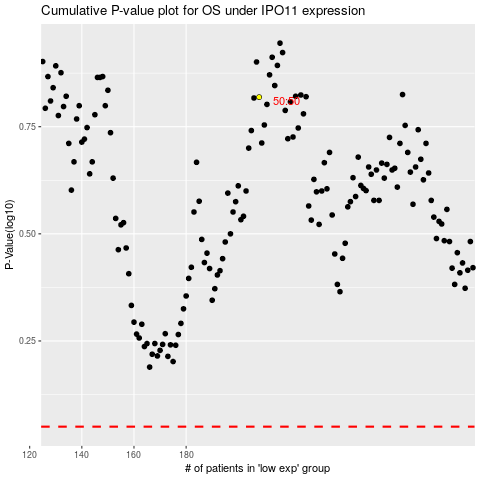 Cumulative P-value plot for OS under IPO11 expression
P-Value(log10)
0.75
0.50
0.25
50:50
120
140
160
180
# of patients in 'low exp' group